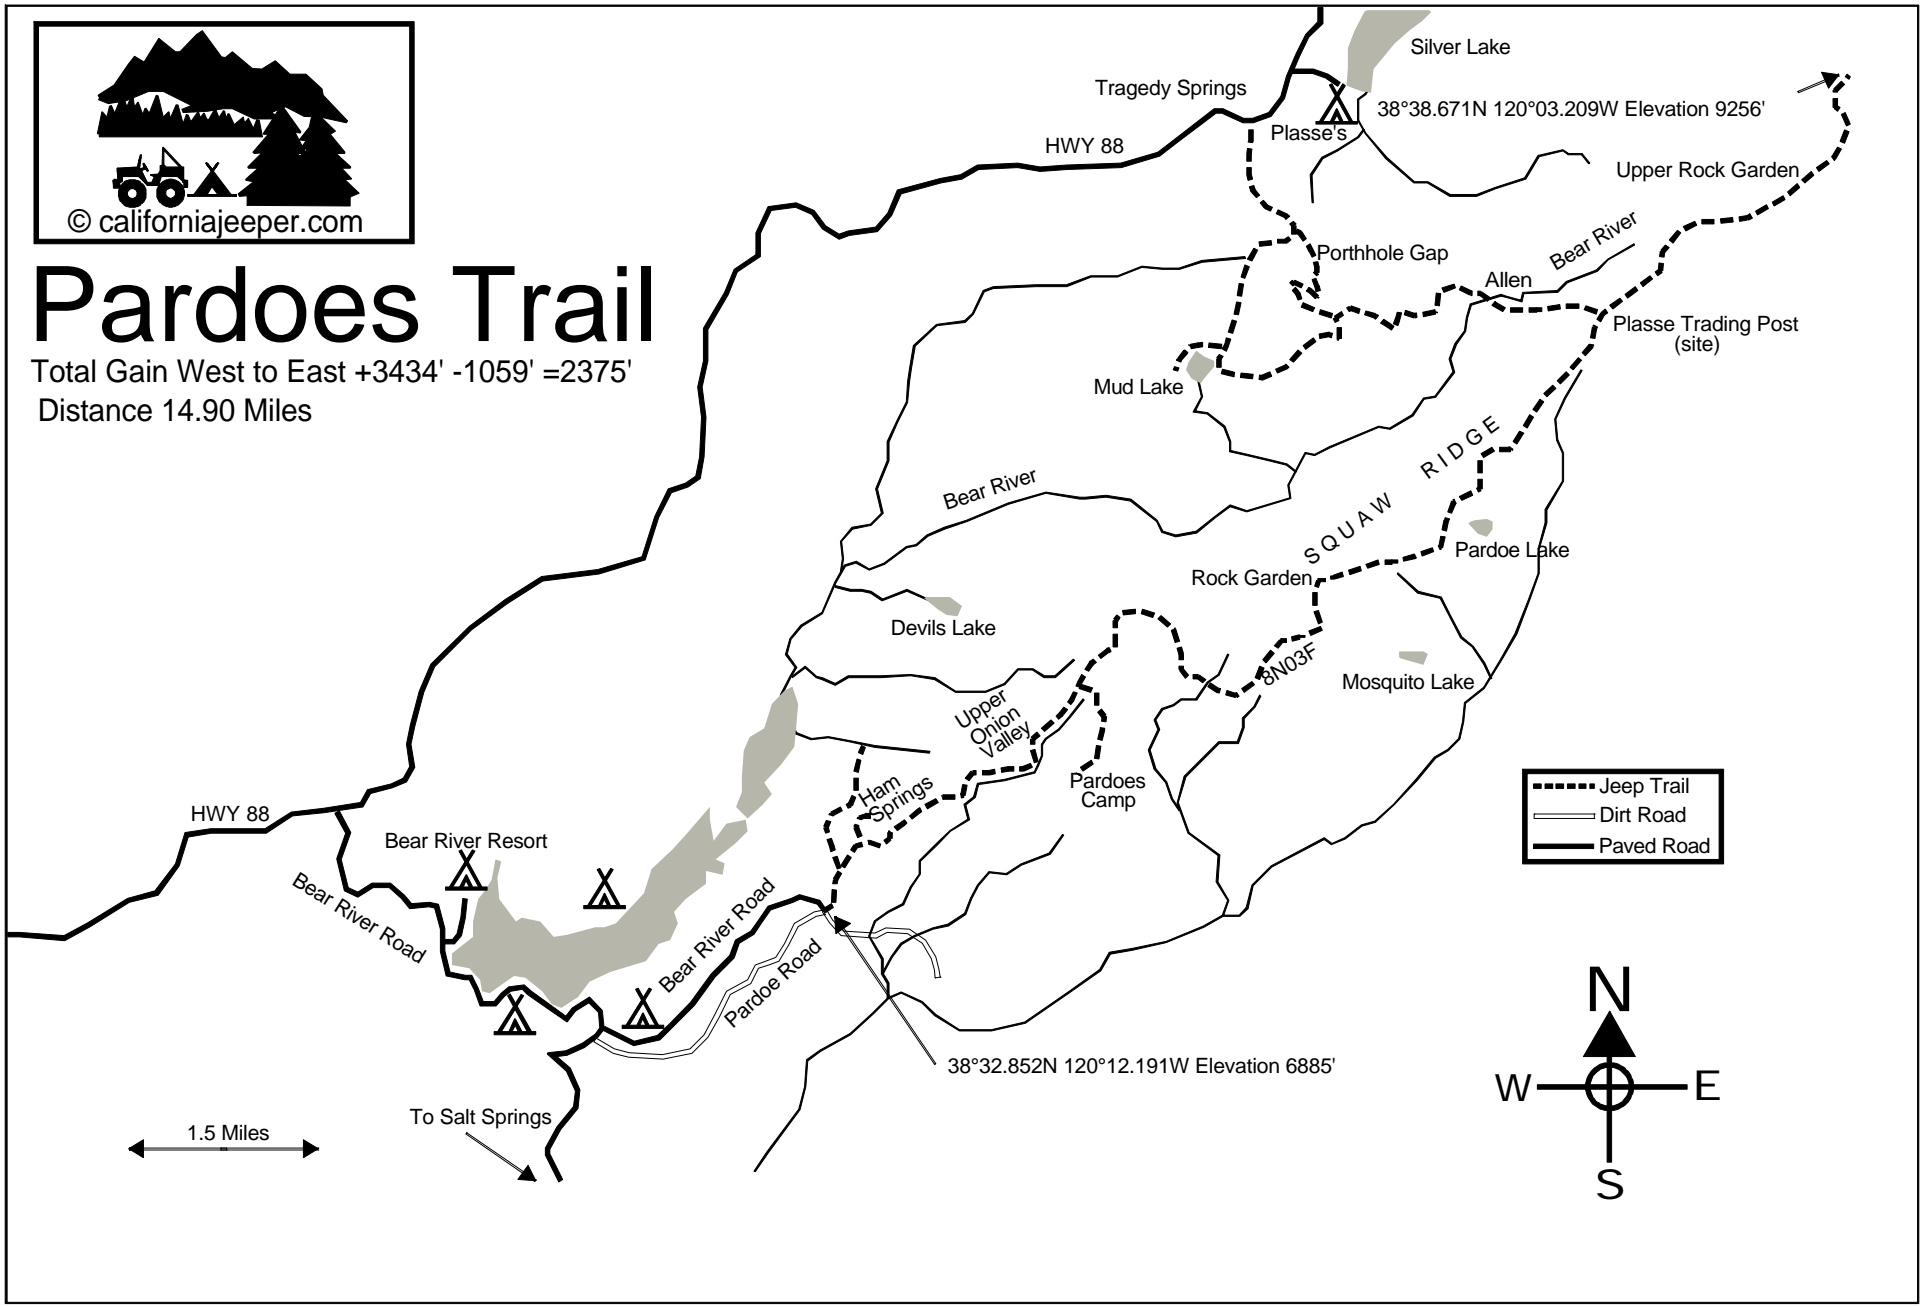 © californiajeeper.com
Pardoes Trail
Total Gain West to East +3434' -1059' =2375'
Distance 14.90 Miles
Silver Lake
Tragedy Springs
38°38.671N 120°03.209W Elevation 9256'
Plasse's
HWY 88
Upper Rock Garden
Bear River
Porthhole Gap
Allen
Plasse Trading Post
(site)
Mud Lake
SQUAW RIDGE
Bear River
Pardoe Lake
Rock Garden
Devils Lake
8N03F
Mosquito Lake
Upper
Onion
Valley
Ham
Springs
Pardoes
Camp
HWY 88
Bear River Resort
Bear River Road
Bear River Road
Pardoe Road
38°32.852N 120°12.191W Elevation 6885'
To Salt Springs
1.5 Miles
Jeep Trail
Dirt Road
Paved Road
N
W E
S